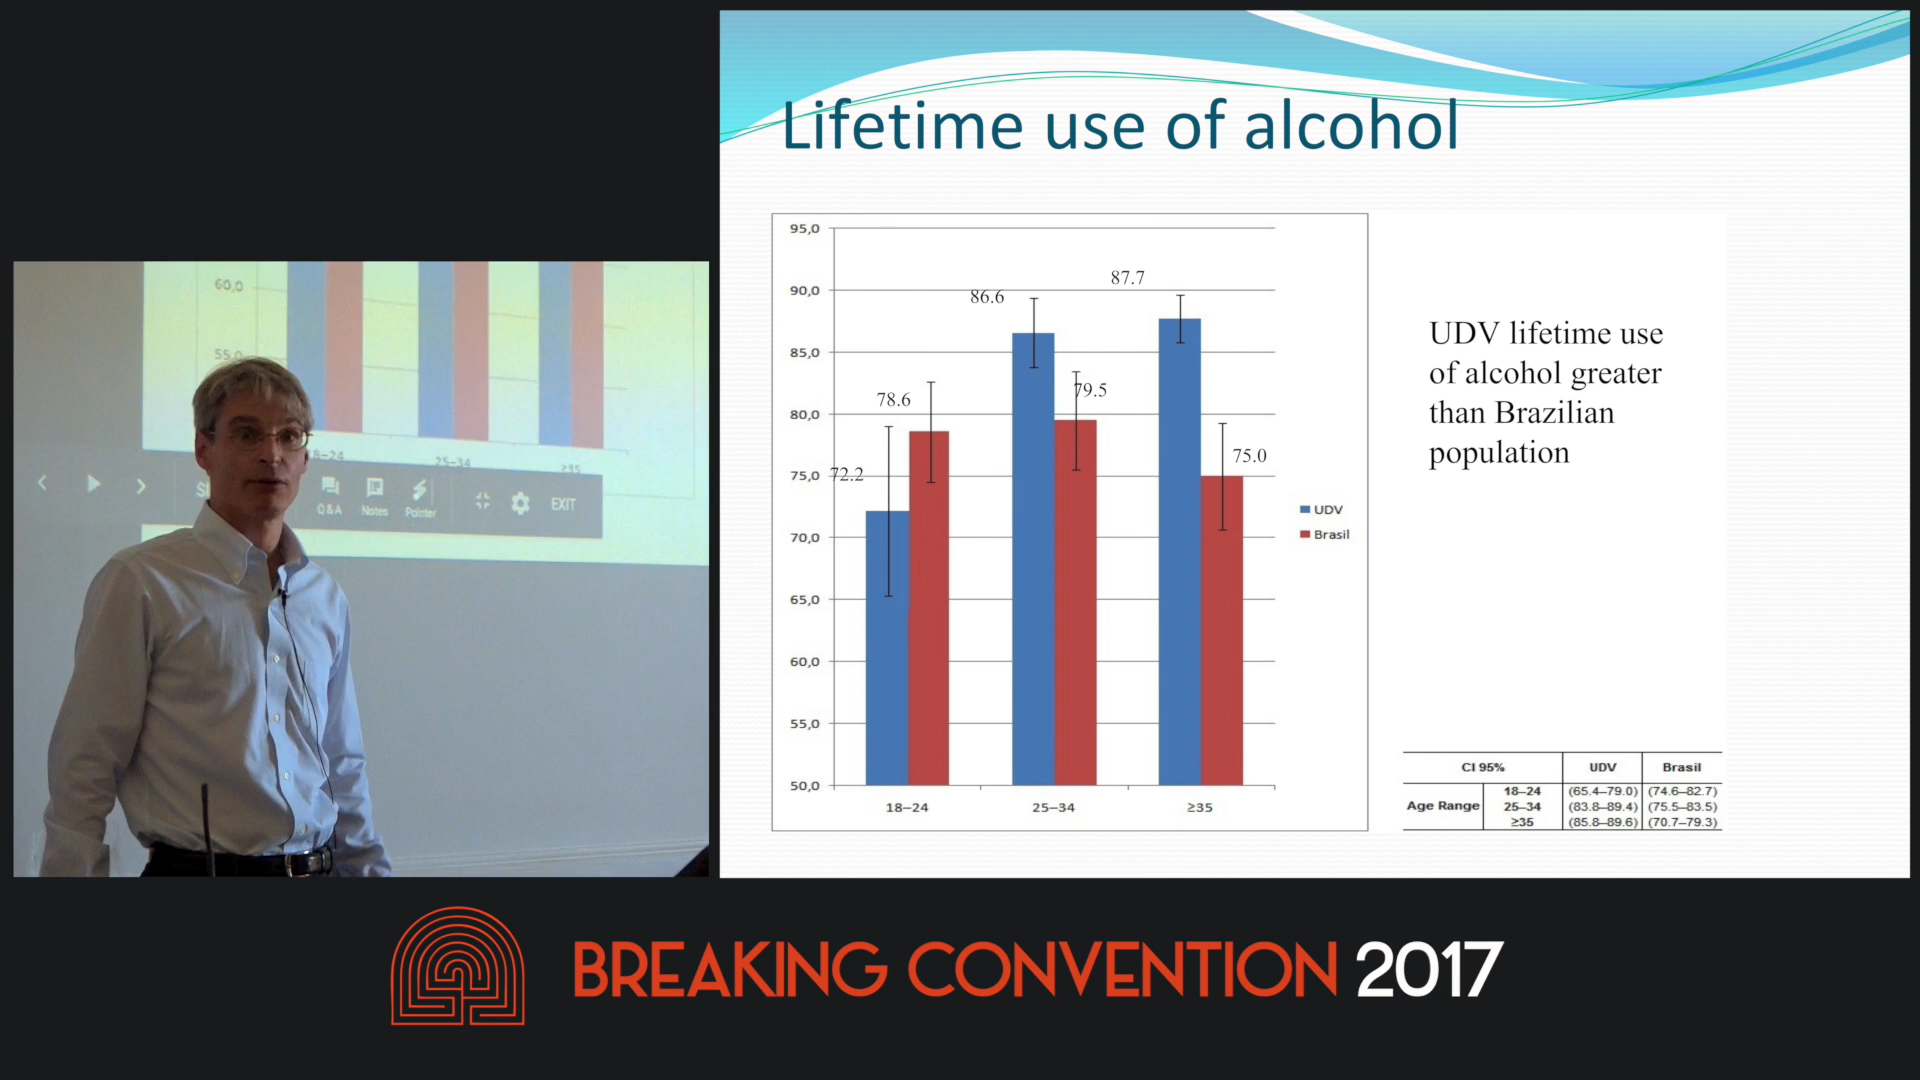 Lifetime use of alcohol
95,0
90,0
85,0
80,0
75,0
70,0
65,0
60,0
55,0
50,0
72.2
78.6
86.6
79.5
87.7
75.0
18–24
25–34
≥35
UDV
Brasil
UDV lifetime use
of alcohol greater
than Brazilian
population
CI 95% UDV Brasil
Age Range
18–24 (65.4–79.0) (74.6–82.7)
25–34 (83.8–89.4) (75.5–83.5)
≥35 (85.8–89.6) (70.7–79.3)
60,0
55,0
25–34
≥35
Q&A Notes Pointer EXIT
BREAKING CONVENTION 2017